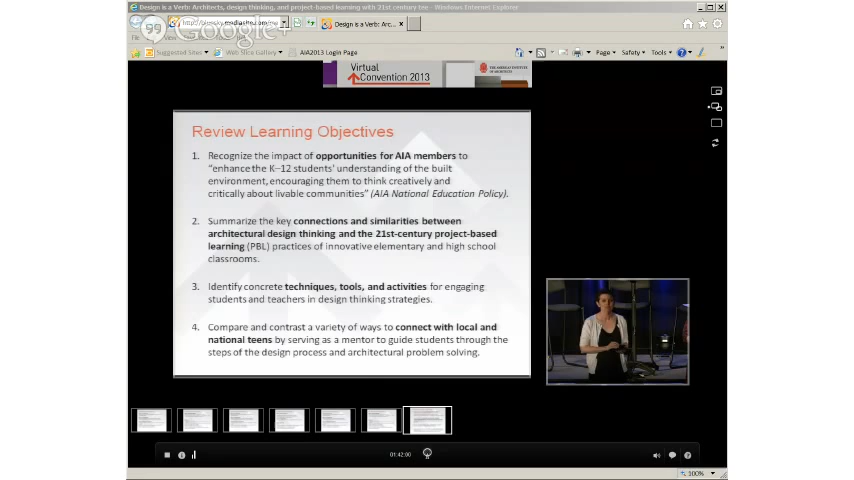 Design is a Verb: Architects, design thinking, and project-based learning with 21st century tee - Windows Internet Explorer
Google+
Design is a Verb: Arc...
Suggested Sites
Web Slice Gallery
AIA2013 Login Page
Page
Safety
Tools
Virtual
Convention 2013
THE AMERICAN INSTITUTE
OF ARCHITECTS
Review Learning Objectives
1. Recognize the impact of opportunities for AIA members to
“enhance the K–12 students’ understanding of the built
environment, encouraging them to think creatively and
critically about livable communities” (AIA National Education Policy).
2. Summarize the key connections and similarities between
architectural design thinking and the 21st-century project-based
learning (PBL) practices of innovative elementary and high school
classrooms.
3. Identify concrete techniques, tools, and activities for engaging
students and teachers in design thinking strategies.
4. Compare and contrast a variety of ways to connect with local and
national teens by serving as a mentor to guide students through the
steps of the design process and architectural problem solving.
01:42:00
100%